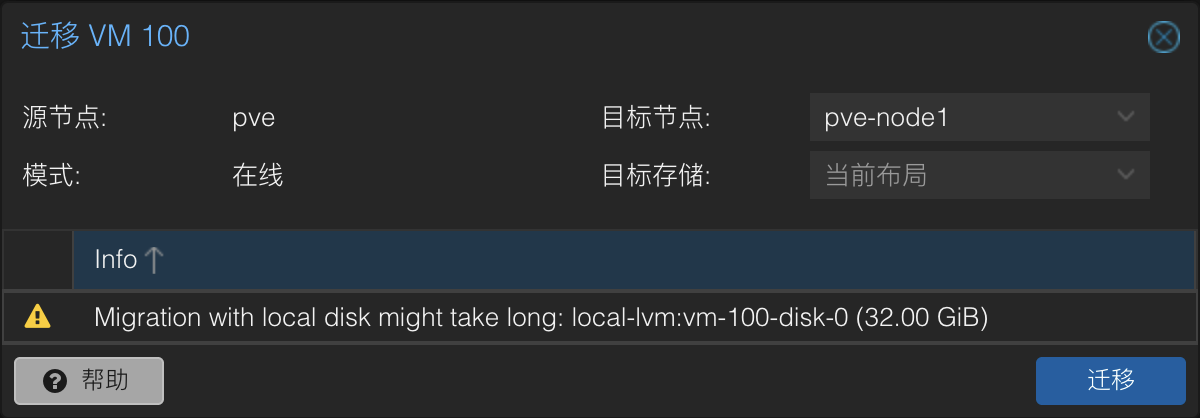 迁移 VM 100
源节点: pve 目标节点: pve-node1
模式: 在线 目标存储: 当前布局
Info
Migration with local disk might take long: local-lvm:vm-100-disk-0 (32.00 GiB)
帮助 迁移